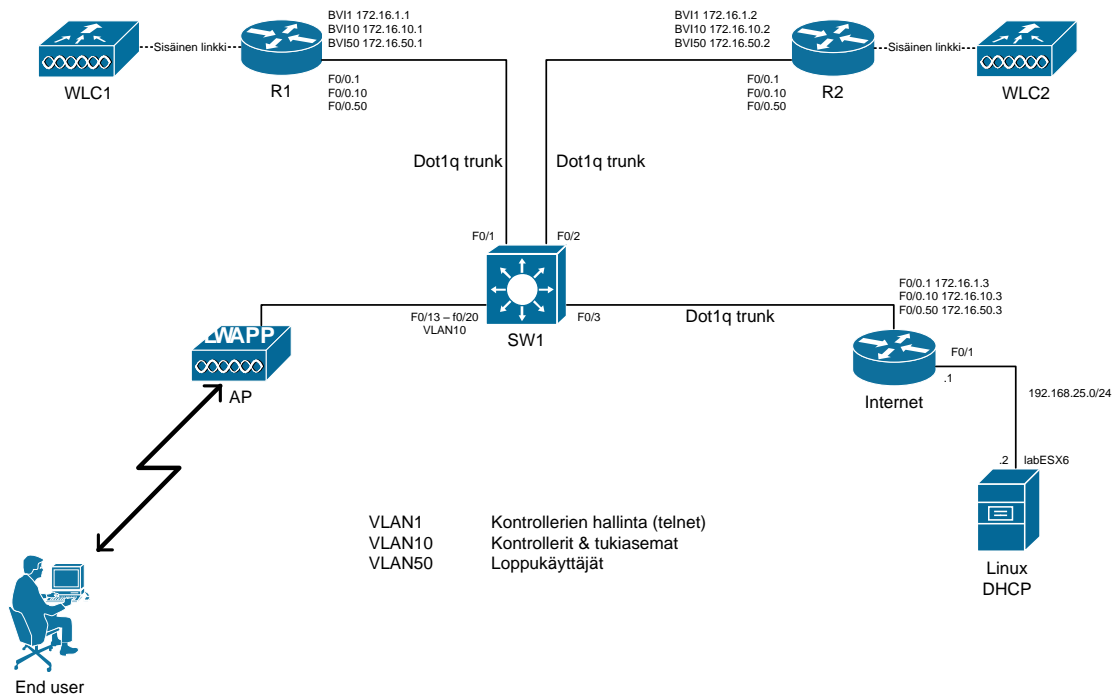 BVI1 172.16.1.1
BVI10 172.16.10.1
BVI50 172.16.50.1
BVI1 172.16.1.2
BVI10 172.16.10.2
BVI50 172.16.50.2
Sisäinen linkki
Sisäinen linkki
WLC1
R1
F0/0.1
F0/0.10
F0/0.50
F0/0.1
F0/0.10
F0/0.50
R2
WLC2
Dot1q trunk
Dot1q trunk
F0/1
F0/2
F0/13 – f0/20
VLAN10
F0/3
SW1
Dot1q trunk
F0/0.1 172.16.1.3
F0/0.10 172.16.10.3
F0/0.50 172.16.50.3
LWAPP
AP
F0/1
.1
Internet
192.168.25.0/24
.2
labESX6
VLAN1 Kontrollerien hallinta (telnet)
VLAN10 Kontrollerit & tukiasemat
VLAN50 Loppukäyttäjät
Linux
DHCP
End user